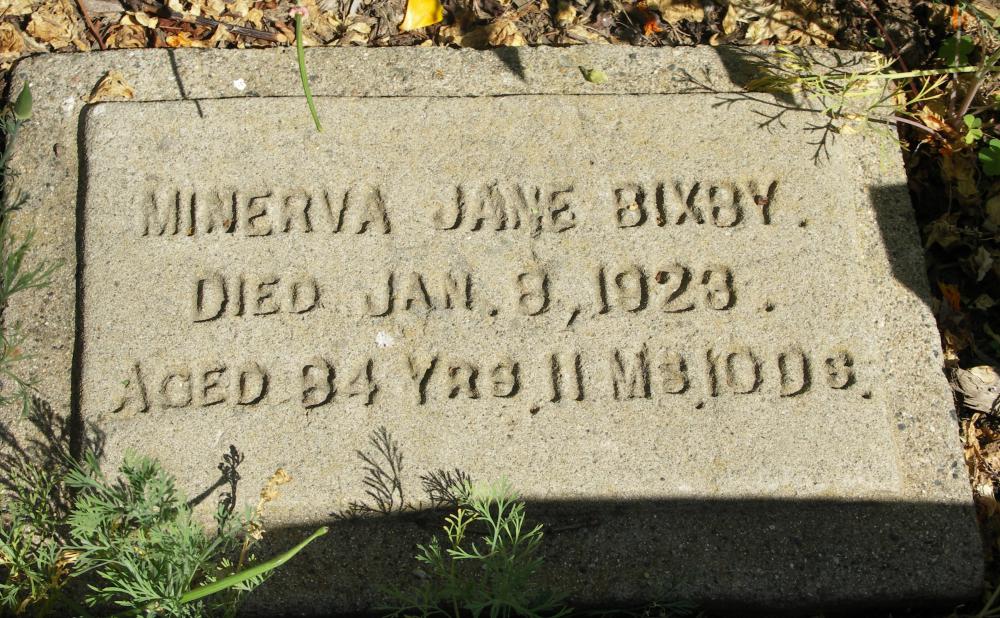 MINERVA JANE BIXBY.
DIED JAN. 8, 1923.
AGED 84 YRS, 11 MS, 10 DS.